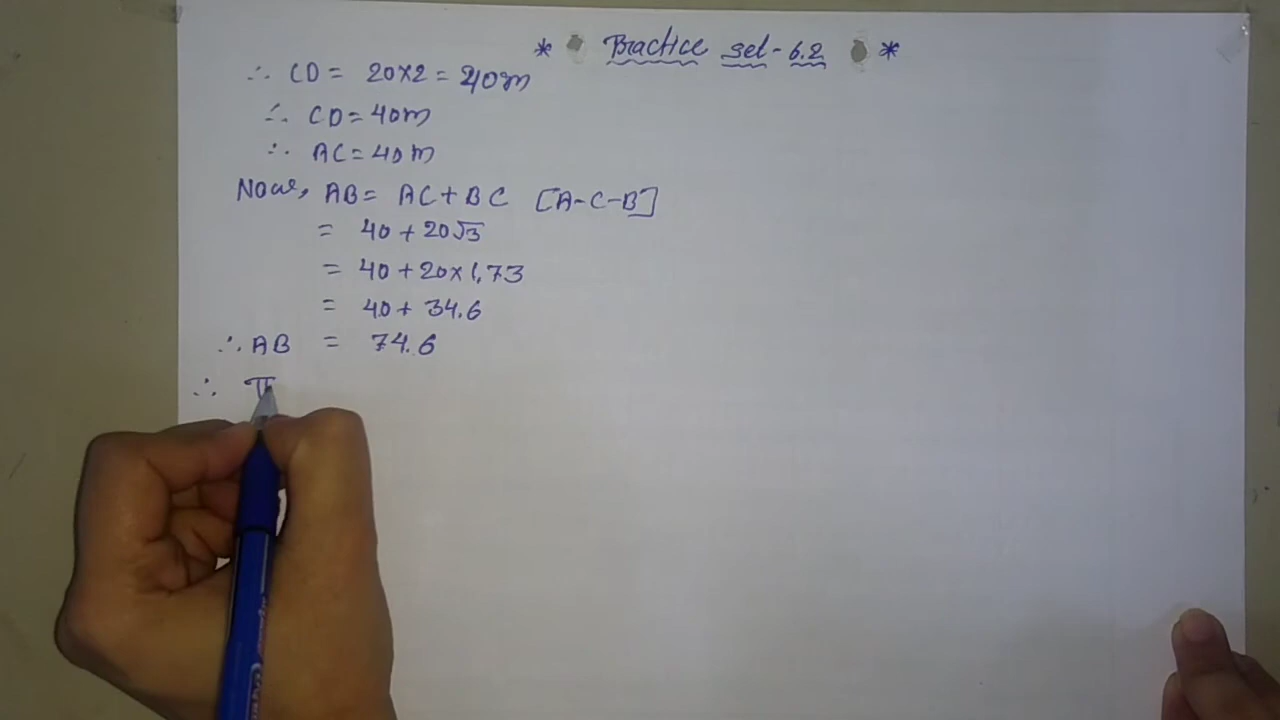 * Practice set-6.2 *
∴ CD = 20×2 = 40m
∴ CD = 40m
∴ AC = 40m
Now, AB = AC + BC [A-C-B]
= 40 + 20√3
= 40 + 20×1.73
= 40 + 34.6
∴ AB = 74.6
∴ T